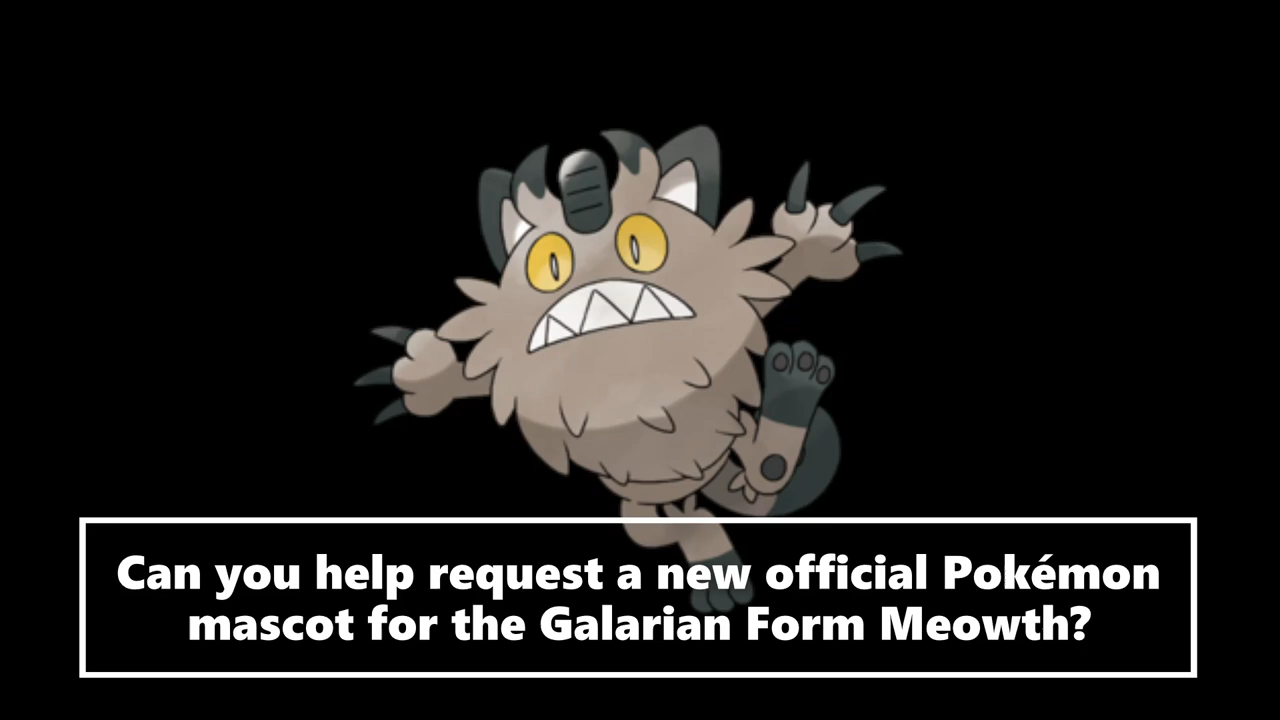 Can you help request a new official Pokémon
mascot for the Galarian Form Meowth?